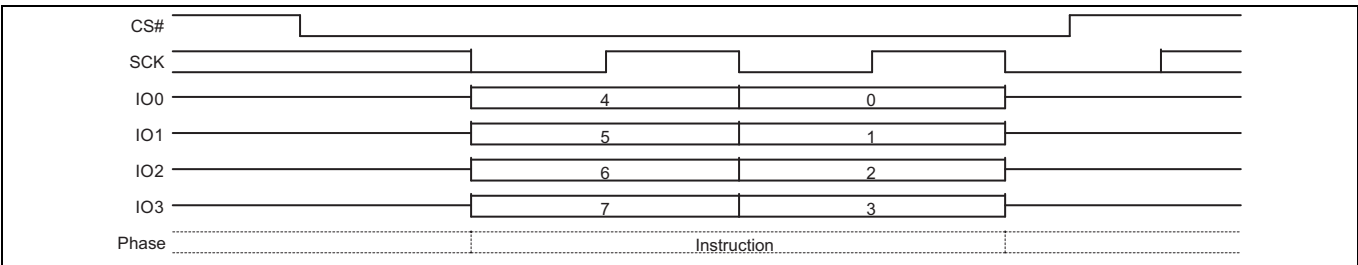 CS#
SCK
IO0 4 0
IO1 5 1
IO2 6 2
IO3 7 3
Phase Instruction